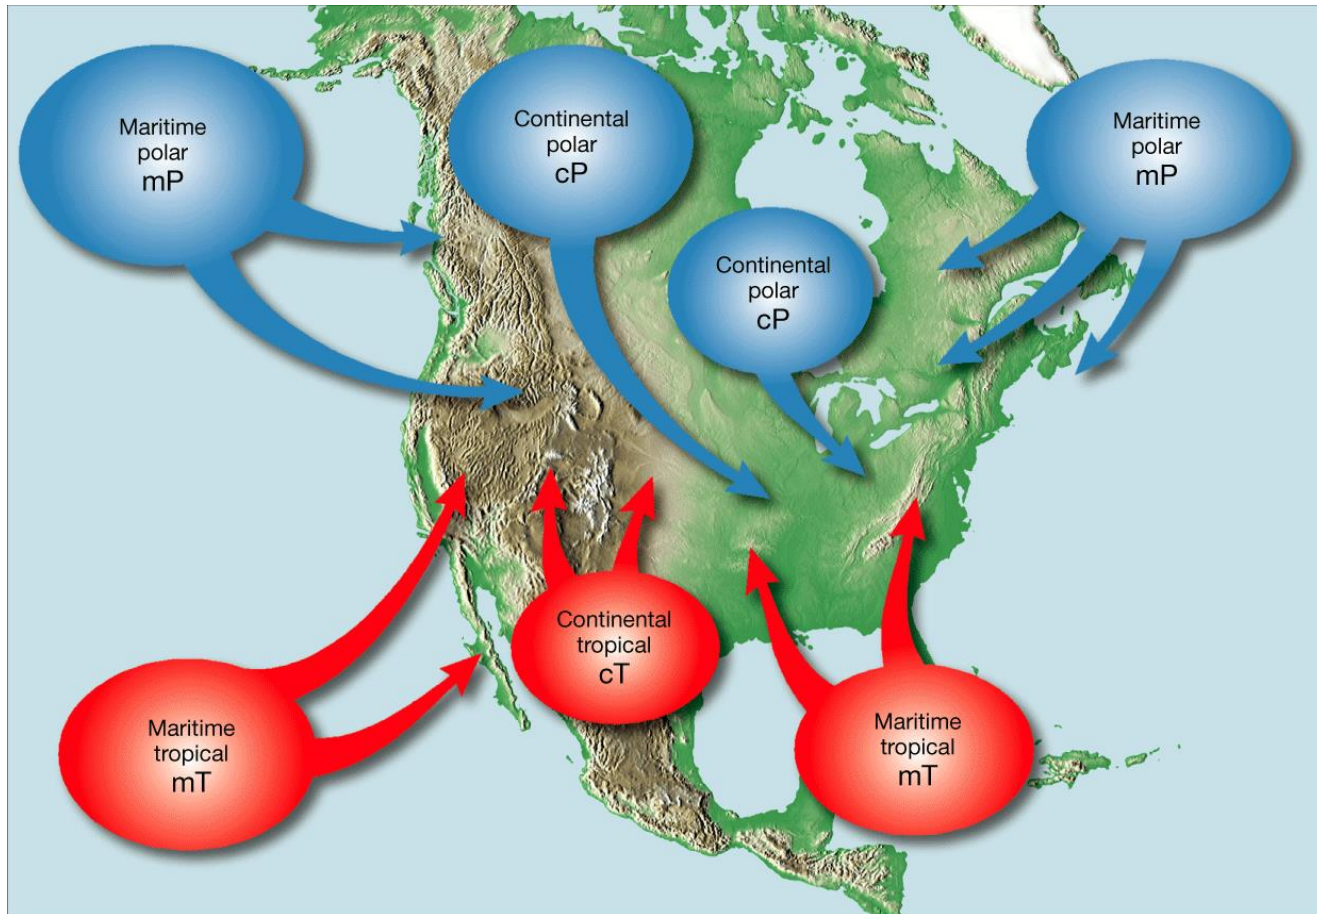 Maritime
polar
mP
Continental
polar
cP
Maritime
polar
mP
Continental
polar
cP
Continental
tropical
cT
Maritime
tropical
mT
Maritime
tropical
mT